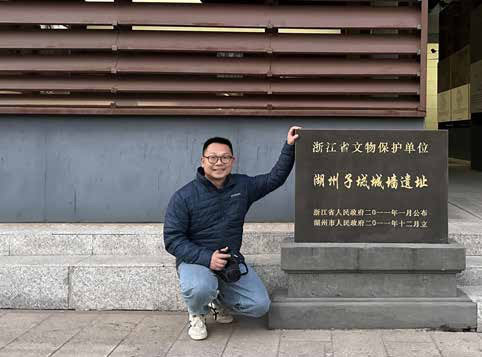 浙江省文物保护单位
湖州子城城墙遗址
浙江省人民政府二〇一一年一月公布
湖州市人民政府二〇一一年十二月立